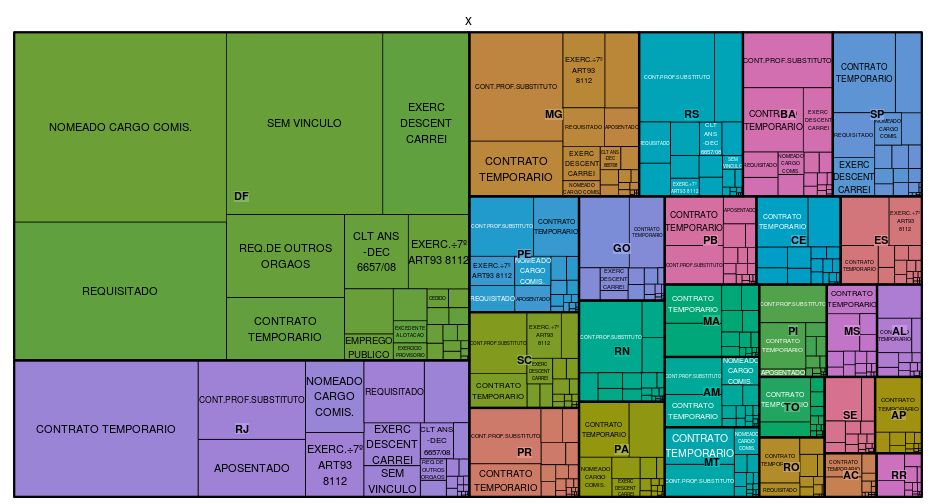 x
NOMEADO CARGO COMIS.
SEM VINCULO
EXERC
DESCENT
CARREI
DF
REQUISITADO
REQ.DE OUTROS
ORGAOS
CLT ANS
-DEC
6657/08
EXERC.÷7º
ART93 8112
CONTRATO
TEMPORARIO
EMPREGO
PUBLICO
CEDIDO
EXCEDENTE
A LOTACAO
EXERCICIO
PROVISORIO
CONTRATO TEMPORARIO
RJ
CONT.PROF.SUBSTITUTO
APOSENTADO
NOMEADO
CARGO
COMIS.
EXERC.÷7º
ART93
8112
REQUISITADO
EXERC
DESCENT
CARREI
SEM
VINCULO
CLT ANS
-DEC
6657/08
REQ.DE
OUTROS
ORGAOS
MG
CONT.PROF.SUBSTITUTO
CONTRATO
TEMPORARIO
EXERC.÷7º
ART93
8112
REQUISITADO
APOSENTADO
EXERC
DESCENT
CARREI
CLT ANS
-DEC
6657/08
NOMEADO
CARGO COMIS.
RS
CONT.PROF.SUBSTITUTO
REQUISITADO
CLT
ANS
-DEC
6657/08
SEM
VINCULO
EXERC.÷7º
ART93 8112
BA
CONT.PROF.SUBSTITUTO
CONTRATO
TEMPORARIO
EXERC
DESCENT
CARREI
REQUISITADO
NOMEADO
CARGO
COMIS.
SP
CONTRATO
TEMPORARIO
REQUISITADO
NOMEADO
CARGO
COMIS.
EXERC
DESCENT
CARREI
PE
CONT.PROF.SUBSTITUTO
CONTRATO
TEMPORARIO
EXERC.÷7º
ART93 8112
NOMEADO
CARGO
COMIS.
REQUISITADO
APOSENTADO
GO
CONTRATO
TEMPORARIO
EXERC
DESCENT
CARREI
PB
CONTRATO
TEMPORARIO
APOSENTADO
CONT.PROF.SUBSTITUTO
CE
CONTRATO
TEMPORARIO
ES
EXERC.÷7º
ART93
8112
CONTRATO
TEMPORARIO
SC
EXERC.÷7º
ART93
8112
EXERC
DESCENT
CARREI
CONTRATO
TEMPORARIO
RN
CONT.PROF.SUBSTITUTO
MA
CONTRATO
TEMPORARIO
PI
CONT.PROF.SUBSTITUTO
CONTRATO
TEMPORARIO
APOSENTADO
MS
CONTRATO
TEMPORARIO
AL
CONTRATO
TEMPORARIO
AM
CONT.PROF.SUBSTITUTO
NOMEADO
CARGO
COMIS.
CONTRATO
TEMPORARIO
TO
CONTRATO
TEMPORARIO
SE
AP
CONTRATO
TEMPORARIO
PR
CONT.PROF.SUBSTITUTO
CONTRATO
TEMPORARIO
PA
CONTRATO
TEMPORARIO
NOMEADO
CARGO
COMIS.
EXERC
DESCENT
CARREI
MT
CONTRATO
TEMPORARIO
NOMEADO
CARGO
COMIS.
CONT.PROF.SUBSTITUTO
RO
CONTRATO
TEMPORARIO
REQUISITADO
AC
CONTRATO
TEMPORARIO
RR